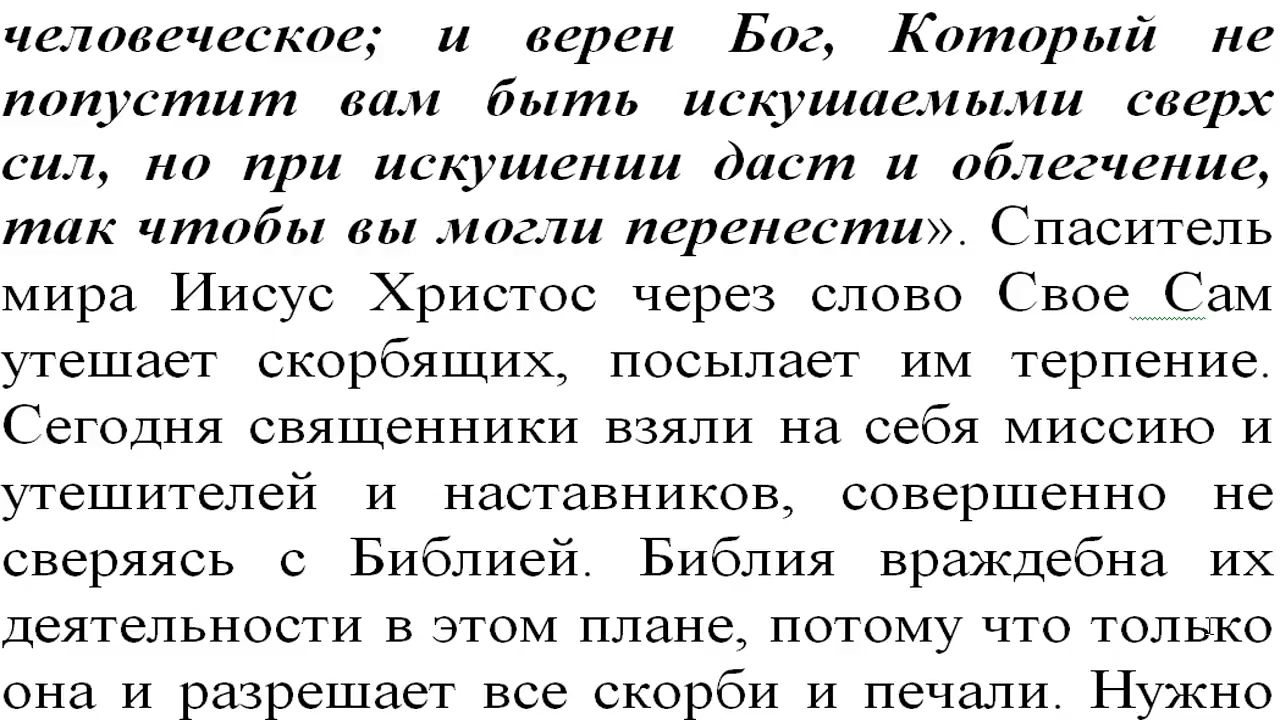 человеческое; и верен Бог, Который не
попустит вам быть искушаемыми сверх
сил, но при искушении даст и облегчение,
так чтобы вы могли перенести». Спаситель
мира Иисус Христос через слово Свое Сам
утешает скорбящих, посылает им терпение.
Сегодня священники взяли на себя миссию и
утешителей и наставников, совершенно не
сверяясь с Библией. Библия враждебна их
деятельности в этом плане, потому что только
она и разрешает все скорби и печали. Нужно